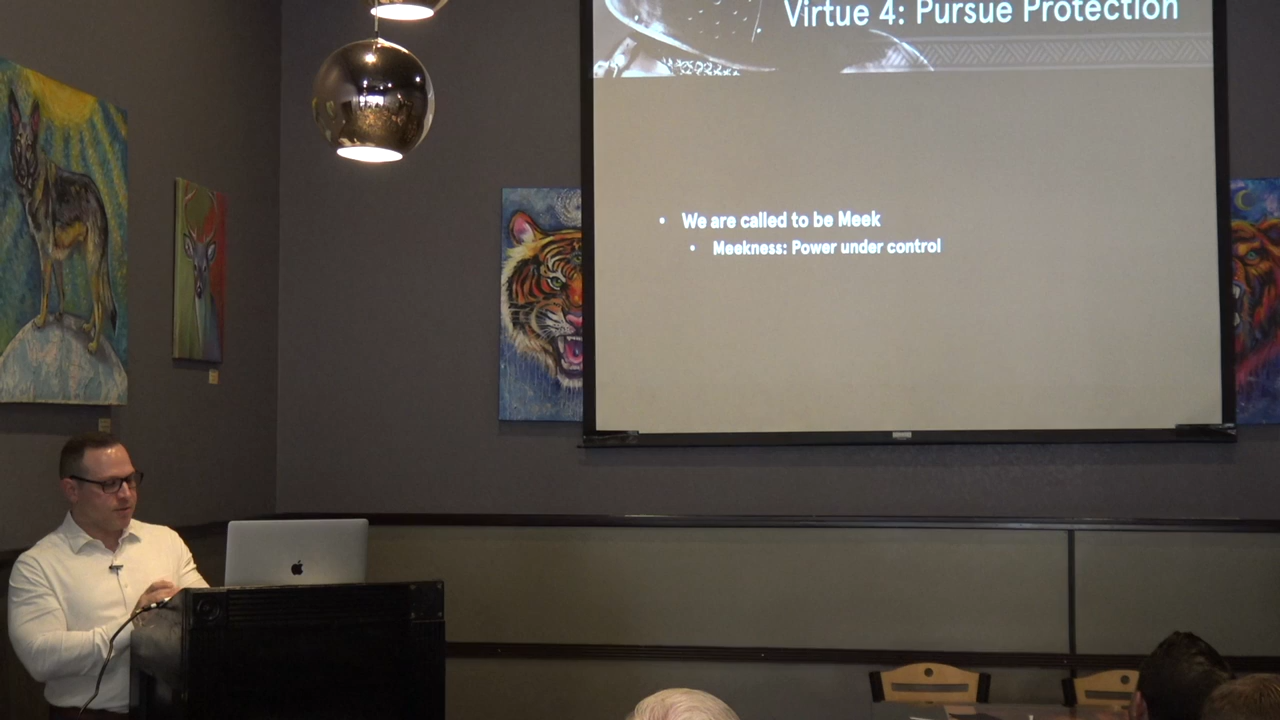 Virtue 4: Pursue Protection
• We are called to be Meek
• Meekness: Power under control